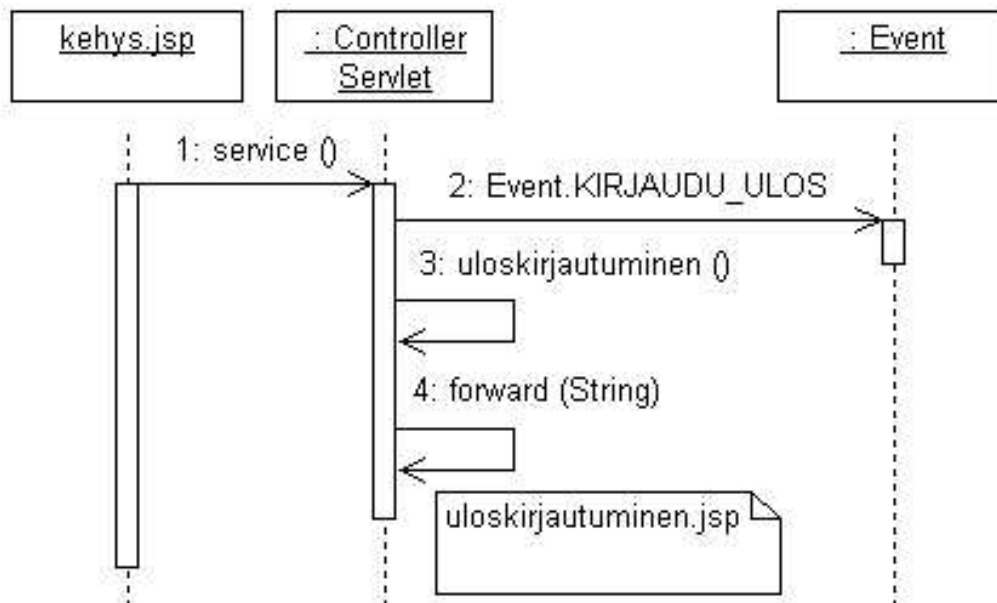 kehys.jsp
: Controller
Servlet
: Event
1: service ()
2: Event.KIRJAUDU_ULOS
3: uloskirjautuminen ()
4: forward (String)
uloskirjautuminen.jsp